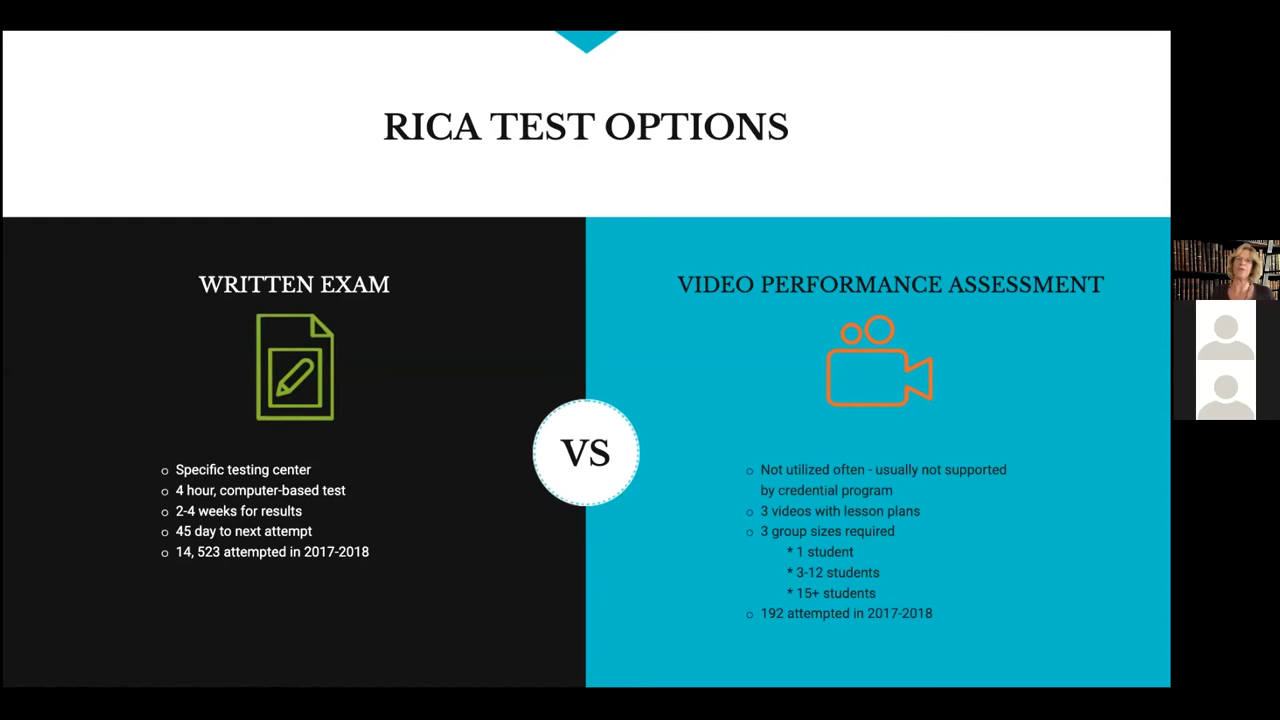 RICA TEST OPTIONS
WRITTEN EXAM
o Specific testing center
o 4 hour, computer-based test
o 2-4 weeks for results
o 45 day to next attempt
o 14, 523 attempted in 2017-2018
VS
VIDEO PERFORMANCE ASSESSMENT
o Not utilized often - usually not supported
by credential program
o 3 videos with lesson plans
o 3 group sizes required
* 1 student
* 3-12 students
* 15+ students
o 192 attempted in 2017-2018